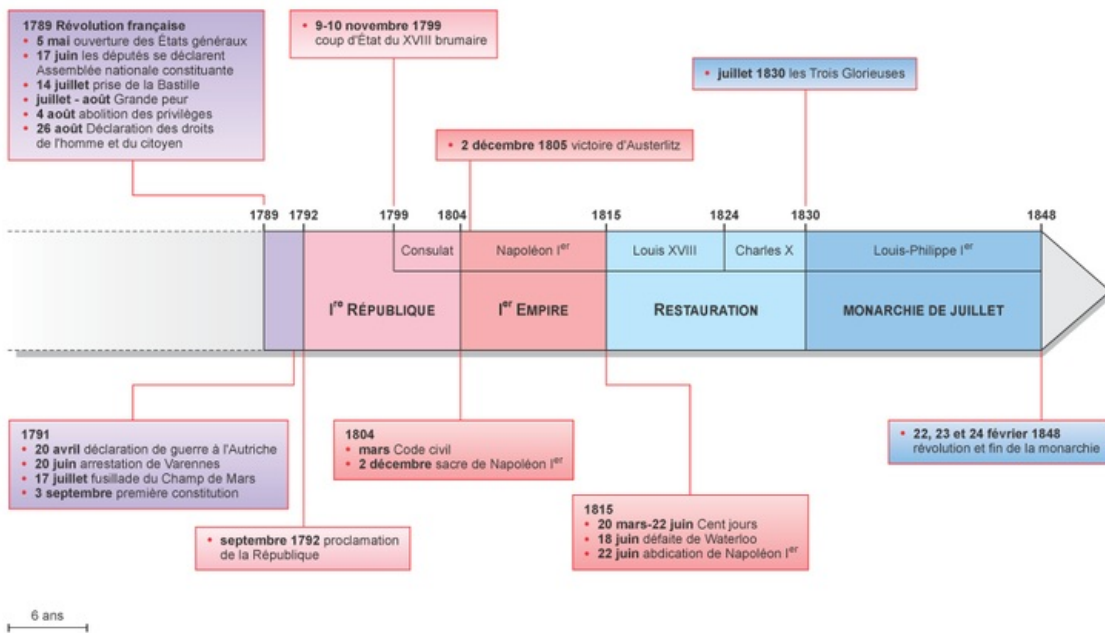 1789 Révolution française
• 5 mai ouverture des États généraux
• 17 juin les députés se déclarent
Assemblée nationale constituante
• 14 juillet prise de la Bastille
• juillet - août Grande peur
• 4 août abolition des privilèges
• 26 août Déclaration des droits
de l'homme et du citoyen
• 9-10 novembre 1799
coup d'État du XVIII brumaire
• juillet 1830 les Trois Glorieuses
• 2 décembre 1805 victoire d'Austerlitz
1789 1792 1799 1804 1815 1824 1830 1848
Consulat Napoléon Ier Louis XVIII Charles X Louis-Philippe Ier
Ire RÉPUBLIQUE Ier EMPIRE RESTAURATION MONARCHIE DE JUILLET
1791
• 20 avril déclaration de guerre à l'Autriche
• 20 juin arrestation de Varennes
• 17 juillet fusillade du Champ de Mars
• 3 septembre première constitution
• septembre 1792 proclamation
de la République
1804
• mars Code civil
• 2 décembre sacre de Napoléon Ier
1815
• 20 mars-22 juin Cent jours
• 18 juin défaite de Waterloo
• 22 juin abdication de Napoléon Ier
• 22, 23 et 24 février 1848
révolution et fin de la monarchie
6 ans